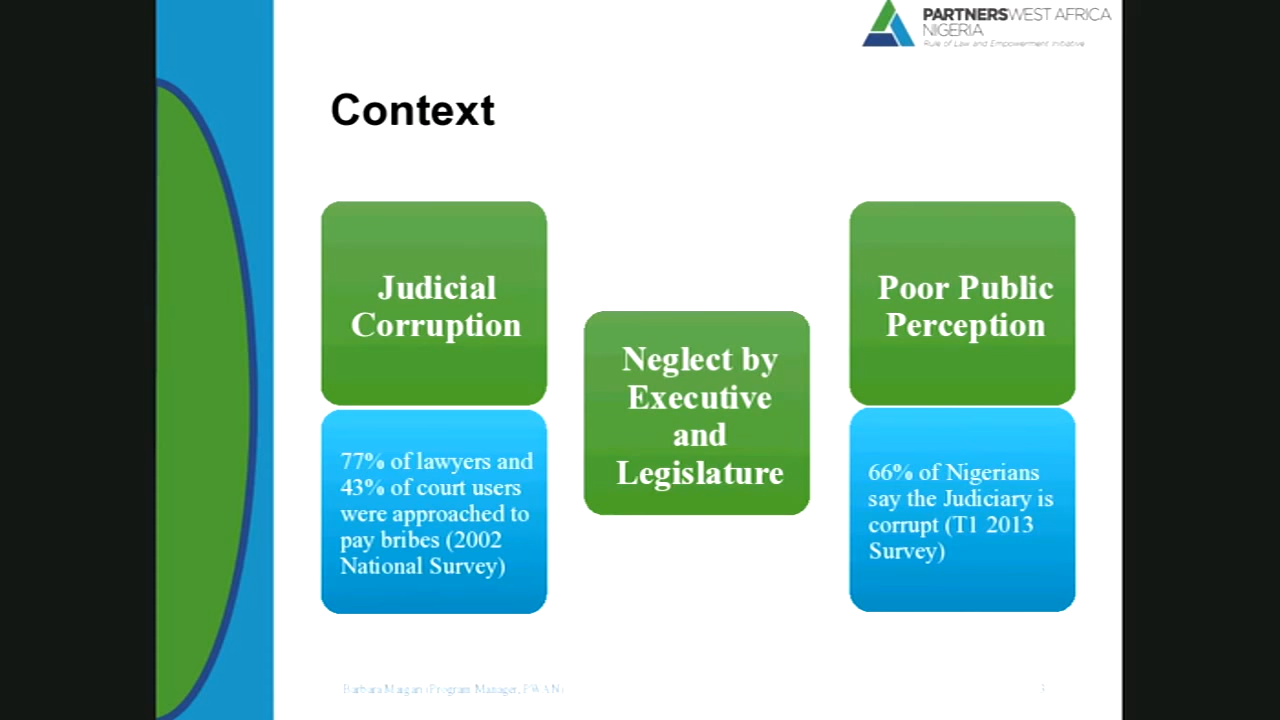 PARTNERSWEST AFRICA
NIGERIA
Rule of Law and Empowerment Initiative
Context
Judicial
Corruption
77% of lawyers and
43% of court users
were approached to
pay bribes (2002
National Survey)
Neglect by
Executive
and
Legislature
Poor Public
Perception
66% of Nigerians
say the Judiciary is
corrupt (T1 2013
Survey)
Barbara Maigari (Program Manager, PWAN)
3